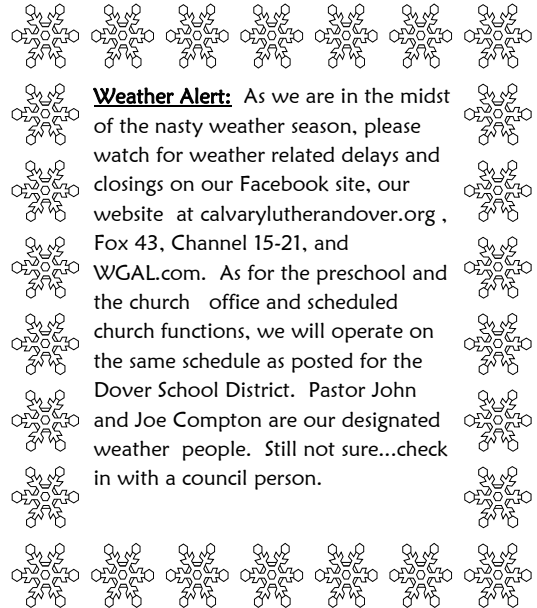 Weather Alert:  As we are in the midst
of the nasty weather season, please
watch for weather related delays and
closings on our Facebook site, our
website  at calvarylutherandover.org ,
Fox 43, Channel 15-21, and
WGAL.com.  As for the preschool and
the church   office and scheduled
church functions, we will operate on
the same schedule as posted for the
Dover School District.  Pastor John
and Joe Compton are our designated
weather  people.  Still not sure...check
in with a council person.